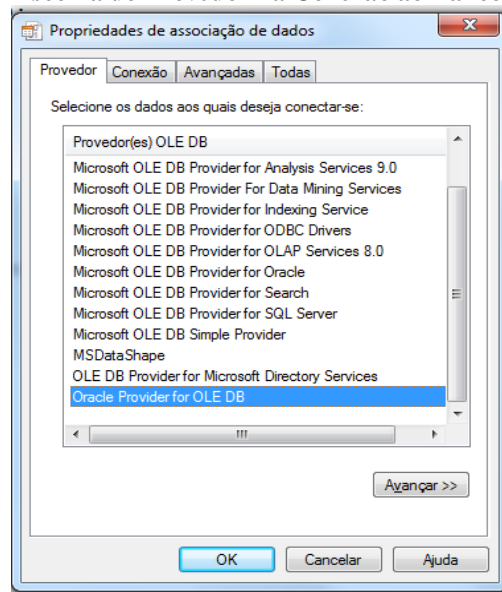 Propriedades de associação de dados
Provedor Conexão Avançadas Todas
Selecione os dados aos quais deseja conectar-se:
Provedor(es) OLE DB
Microsoft OLE DB Provider for Analysis Services 9.0
Microsoft OLE DB Provider For Data Mining Services
Microsoft OLE DB Provider for Indexing Service
Microsoft OLE DB Provider for ODBC Drivers
Microsoft OLE DB Provider for OLAP Services 8.0
Microsoft OLE DB Provider for Oracle
Microsoft OLE DB Provider for Search
Microsoft OLE DB Provider for SQL Server
Microsoft OLE DB Simple Provider
MSDataShape
OLE DB Provider for Microsoft Directory Services
Oracle Provider for OLE DB
Avançar >>
OK Cancelar Ajuda